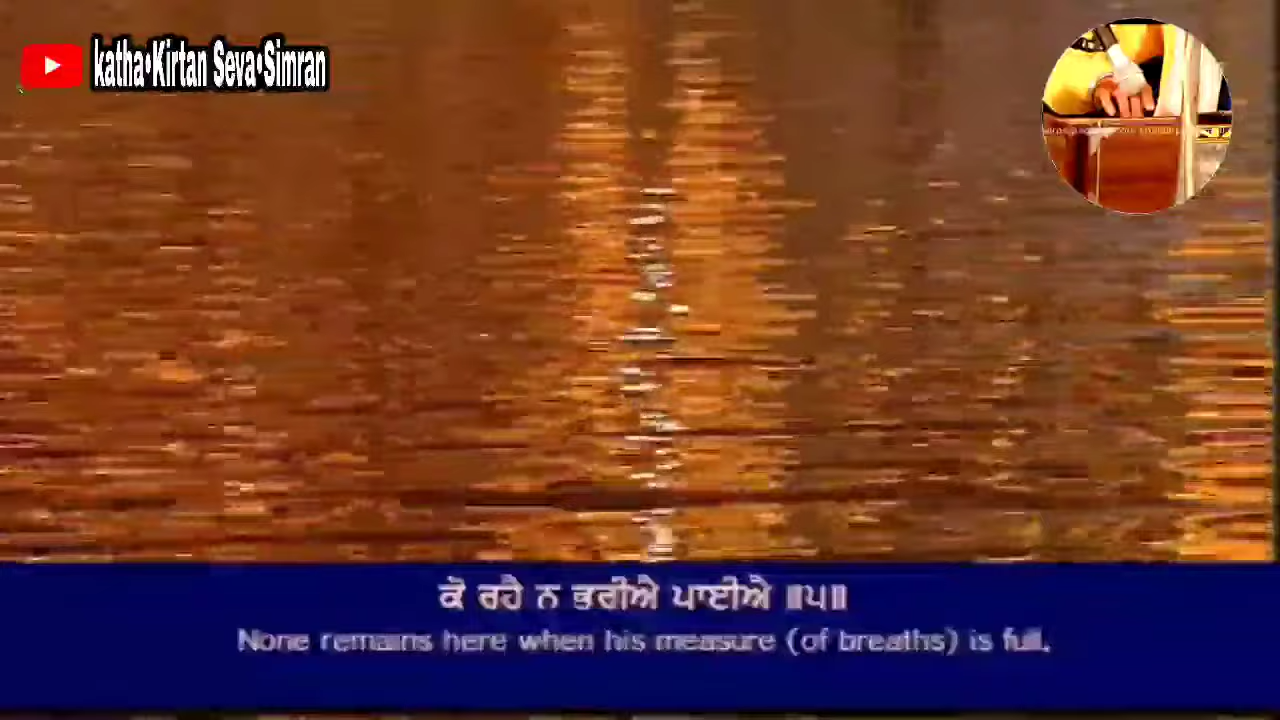 katha•Kirtan Seva•Simran
ਕੋ ਰਹੈ ਨ ਭਰੀਐ ਪਾਈਐ ॥੫॥
None remains here when his measure (of breaths) is full.